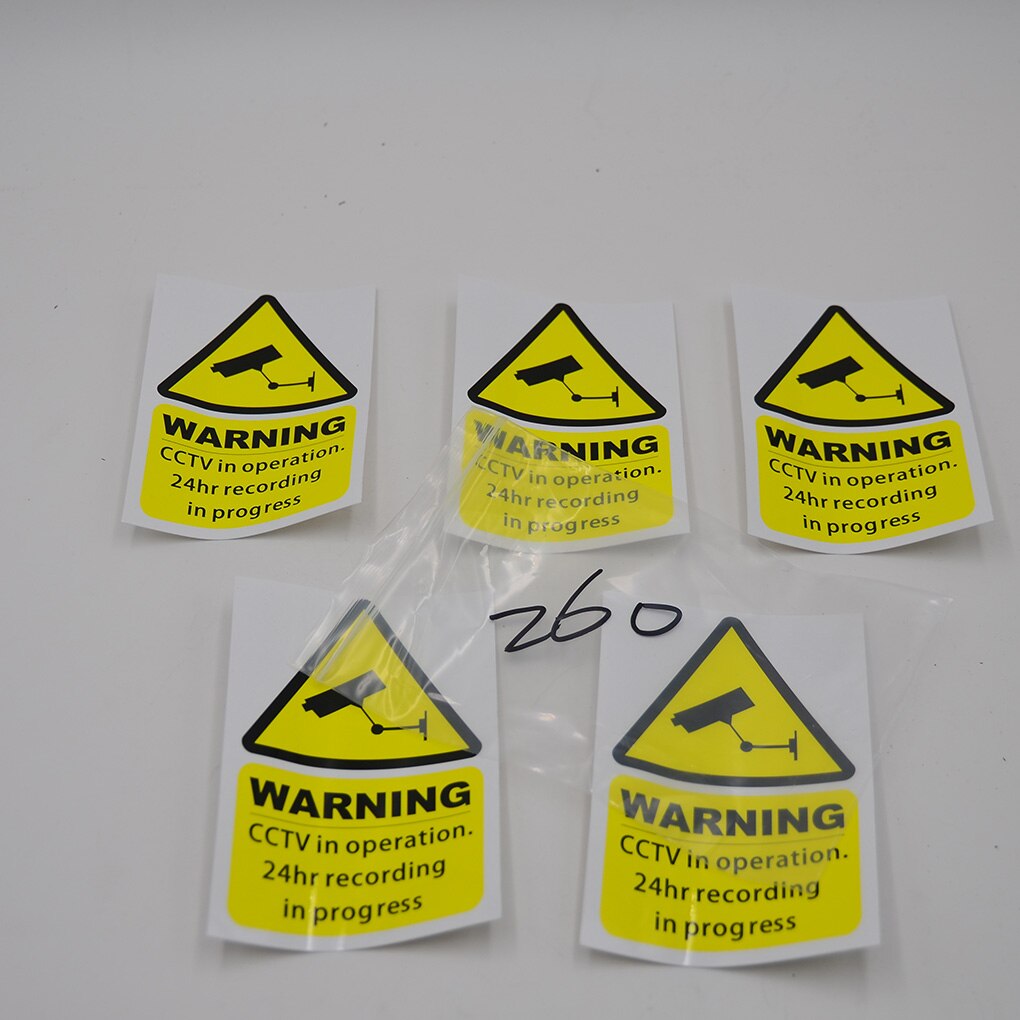 WARNING
CCTV in operation.
24hr recording
in progress
WARNING
CCTV in operation.
24hr recording
in progress
WARNING
CCTV in operation.
24hr recording
in progress
260
WARNING
CCTV in operation.
24hr recording
in progress
WARNING
CCTV in operation.
24hr recording
in progress